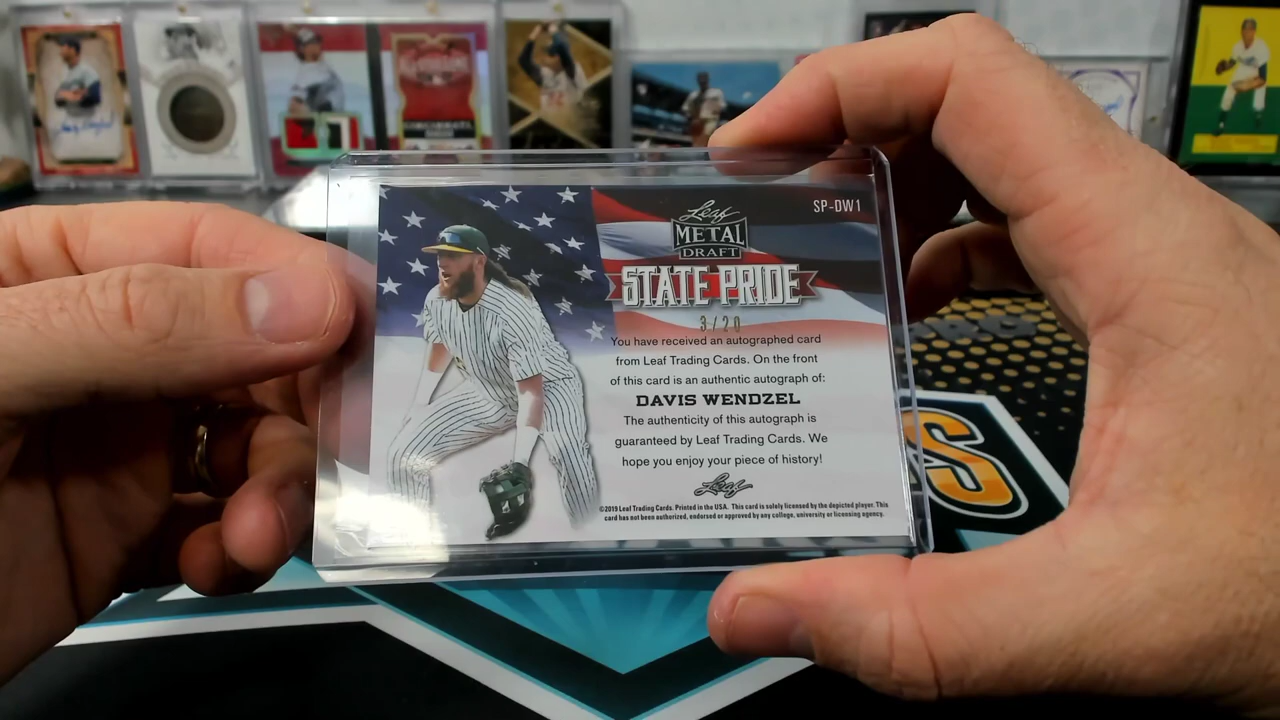 SP-DW1
Leaf
METAL
DRAFT
STATE PRIDE
3/20
You have received an autographed card
from Leaf Trading Cards. On the front
of this card is an authentic autograph of:
DAVIS WENDZEL
The authenticity of this autograph is
guaranteed by Leaf Trading Cards. We
hope you enjoy your piece of history!
Leaf
©2019 Leaf Trading Cards. Printed in the USA. This card is solely licensed by the depicted player. This
card has not been authorized, endorsed or approved by any college, university or licensing agency.